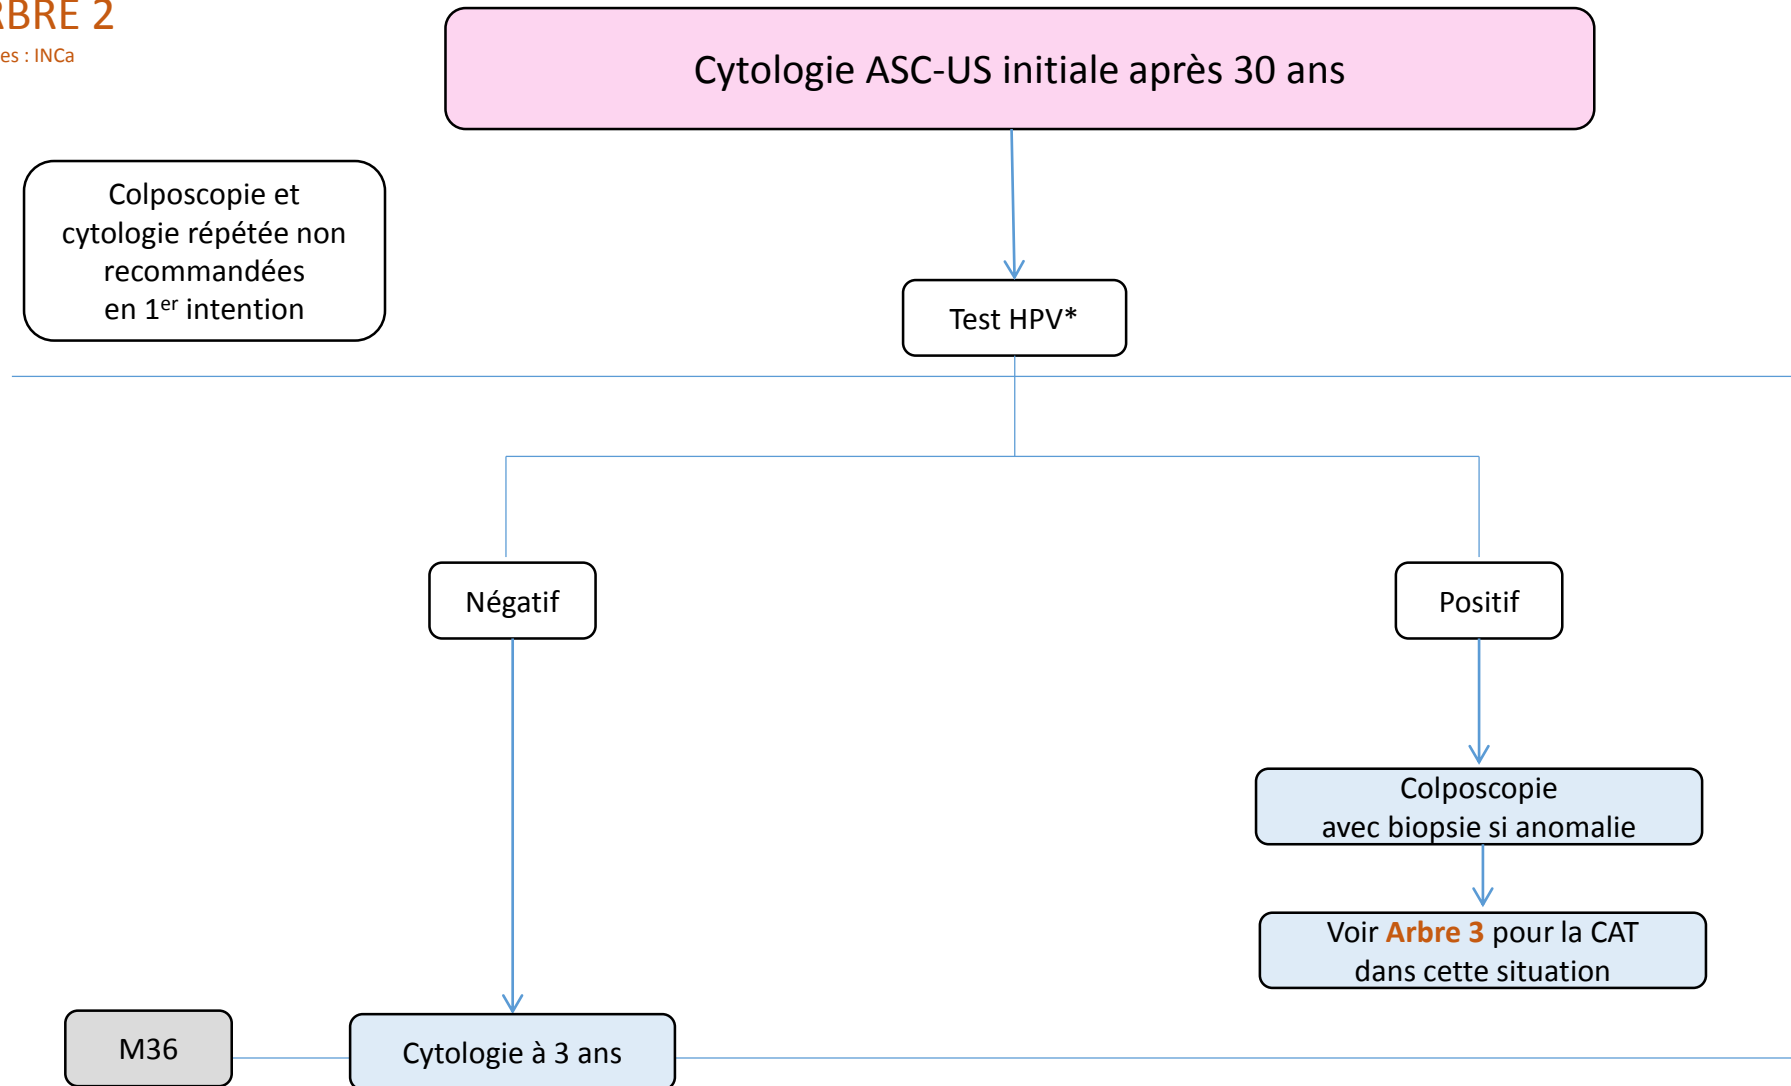 RBRE 2
es : INCa
Cytologie ASC-US initiale après 30 ans
Colposcopie et
cytologie répétée non
recommandées
en 1er intention
Test HPV*
Négatif
Positif
Colposcopie
avec biopsie si anomalie
Voir Arbre 3 pour la CAT
dans cette situation
M36
Cytologie à 3 ans